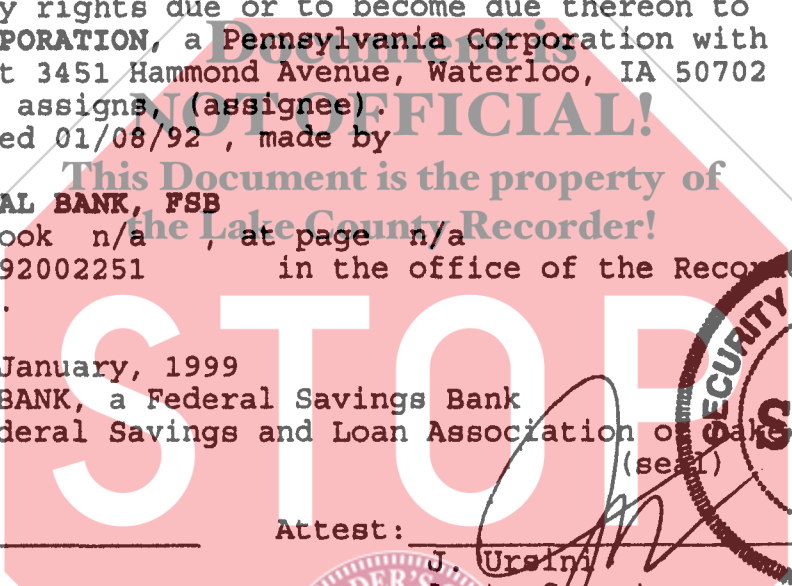 y rights due or to become due thereon to
PORATION, a Pennsylvania Corporation with
t 3451 Hammond Avenue, Waterloo, IA 50702
assigns, (assignee).
ed 01/08/92 , made by
AL BANK, FSB
ook n/a , at page n/a
92002251 in the office of the Recor
.
January, 1999
BANK, a Federal Savings Bank
deral Savings and Loan Association of
(seal)
Attest:
J. Ursini
Document is
NOT OFFICIAL!
This Document is the property of
the Lake County Recorder!
STOP
SECURITY
S
DER'S